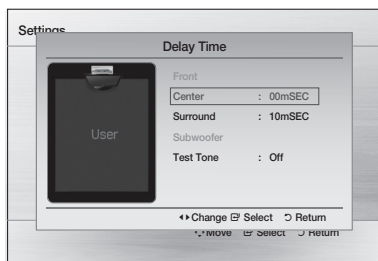 Settings
Delay Time
Front
Center : 00mSEC
Surround : 10mSEC
User
Subwoofer
Test Tone : Off
Change Select Return
Move Select Return